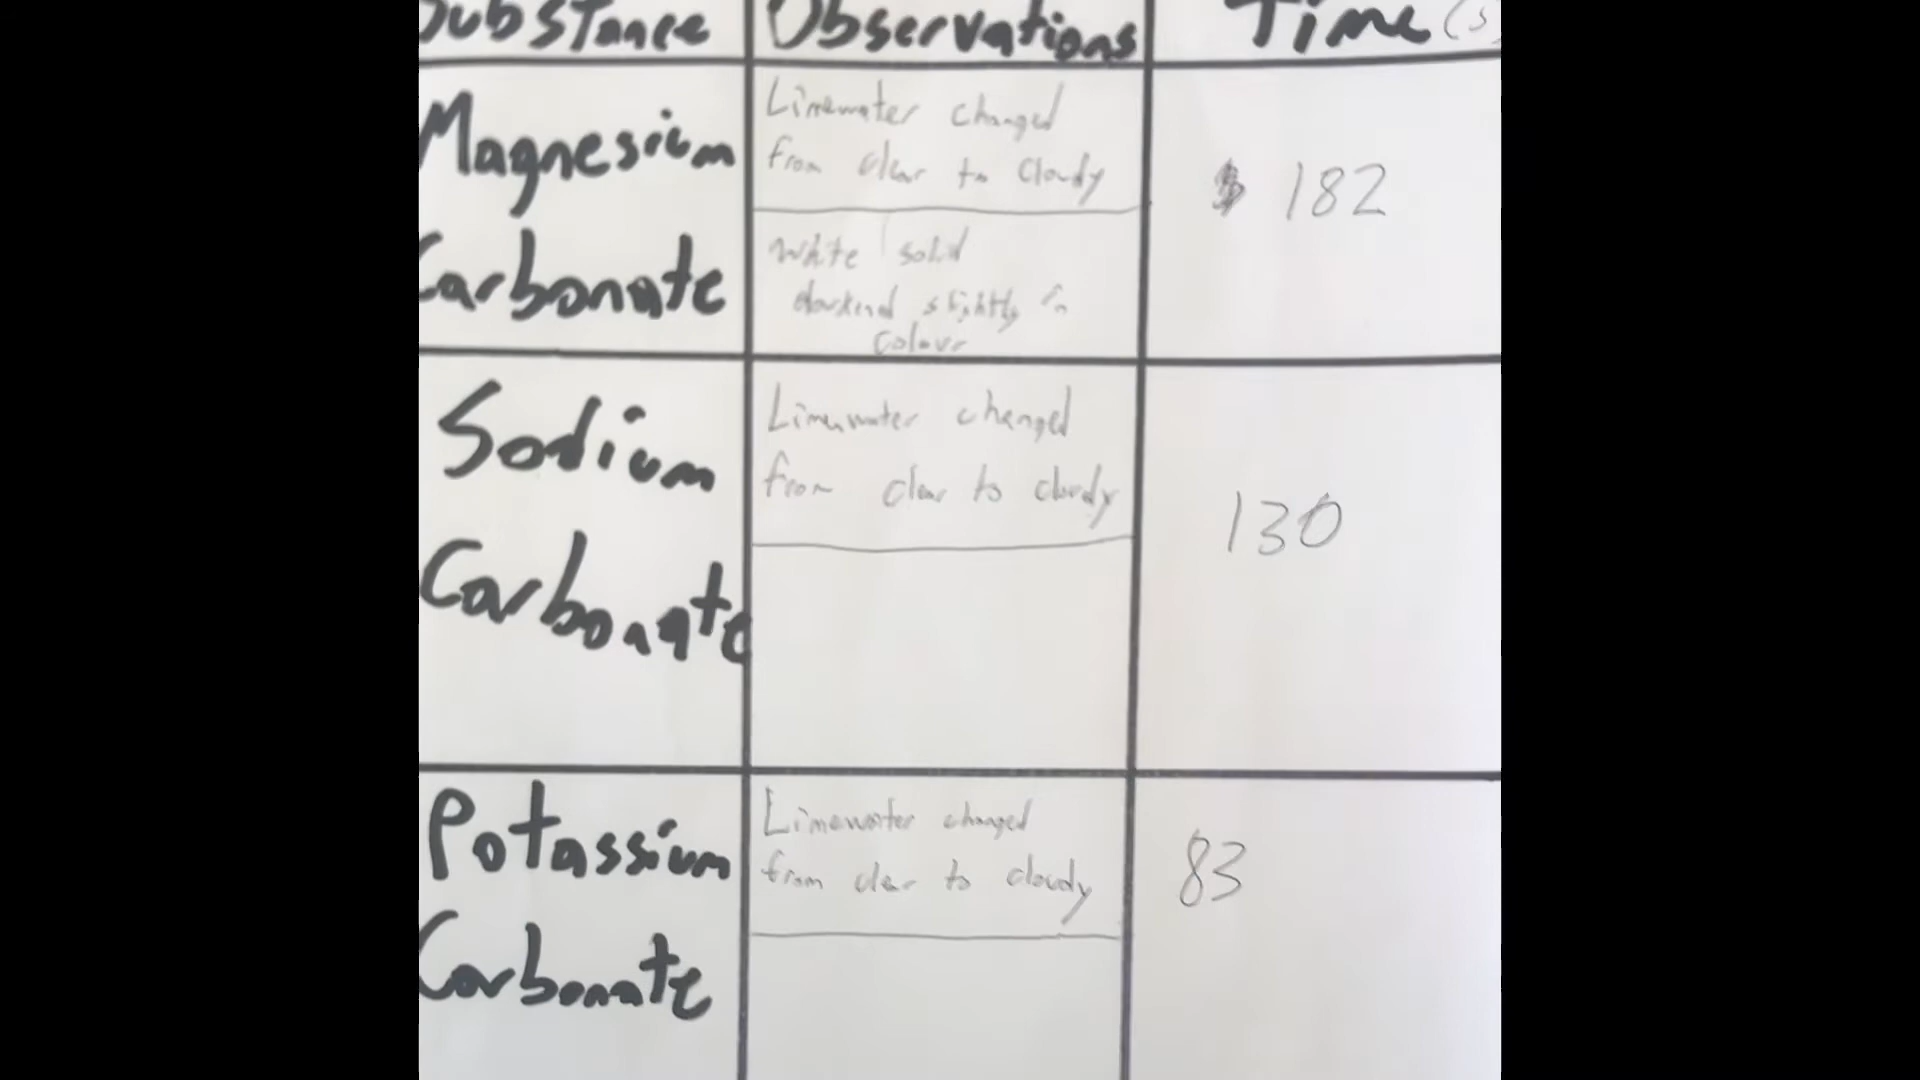 Substance Observations Time (s)
Magnesium
Carbonate
Limewater changed
from clear to cloudy
White solid
darkend slightly in
colour
182
Sodium
Carbonate
Limewater changed
from clear to cloudy
130
Potassium
Carbonate
Limewater changed
from clear to cloudy
83